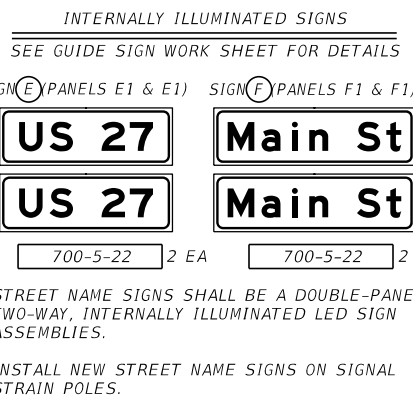 INTERNALLY ILLUMINATED SIGNS
SEE GUIDE SIGN WORK SHEET FOR DETAILS
GN E (PANELS E1 & E1) SIGN F (PANELS F1 & F1)
US 27 Main St
US 27 Main St
700-5-22 2 EA 700-5-22 2
STREET NAME SIGNS SHALL BE A DOUBLE-PANE
TWO-WAY, INTERNALLY ILLUMINATED LED SIGN
ASSEMBLIES.
INSTALL NEW STREET NAME SIGNS ON SIGNAL
STRAIN POLES.